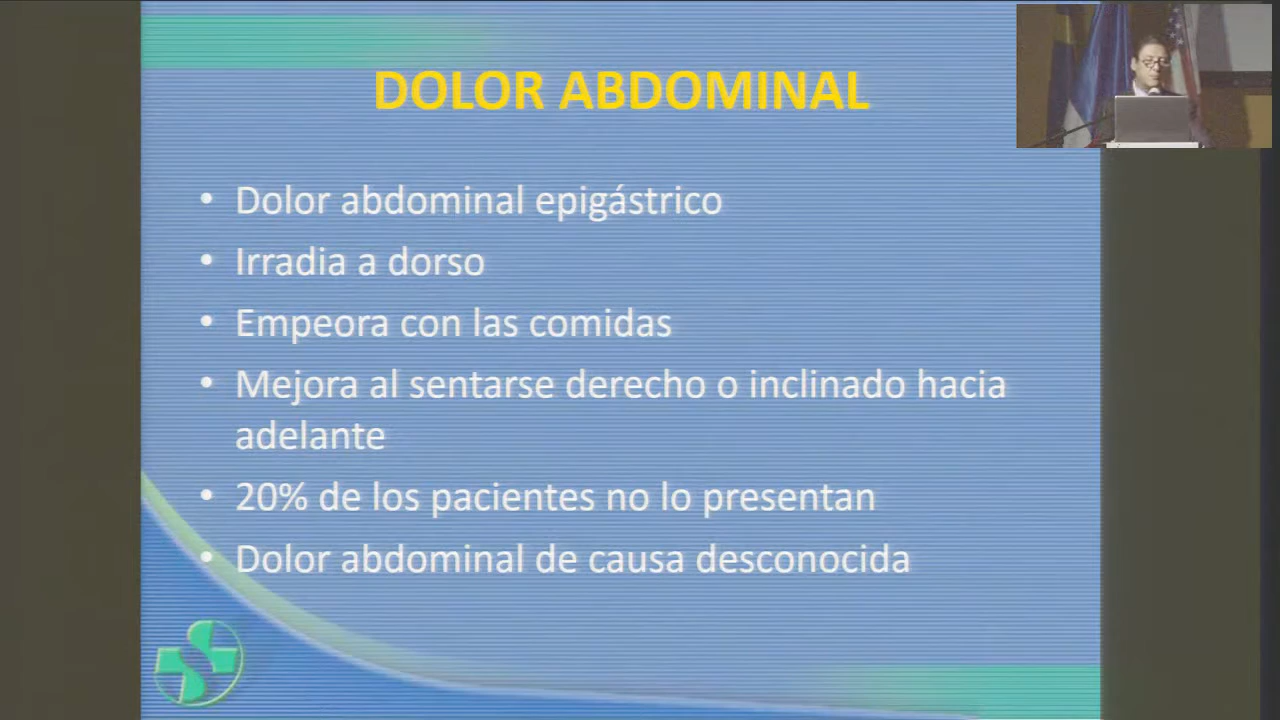 DOLOR ABDOMINAL
• Dolor abdominal epigástrico
• Irradia a dorso
• Empeora con las comidas
• Mejora al sentarse derecho o inclinado hacia
adelante
• 20% de los pacientes no lo presentan
• Dolor abdominal de causa desconocida